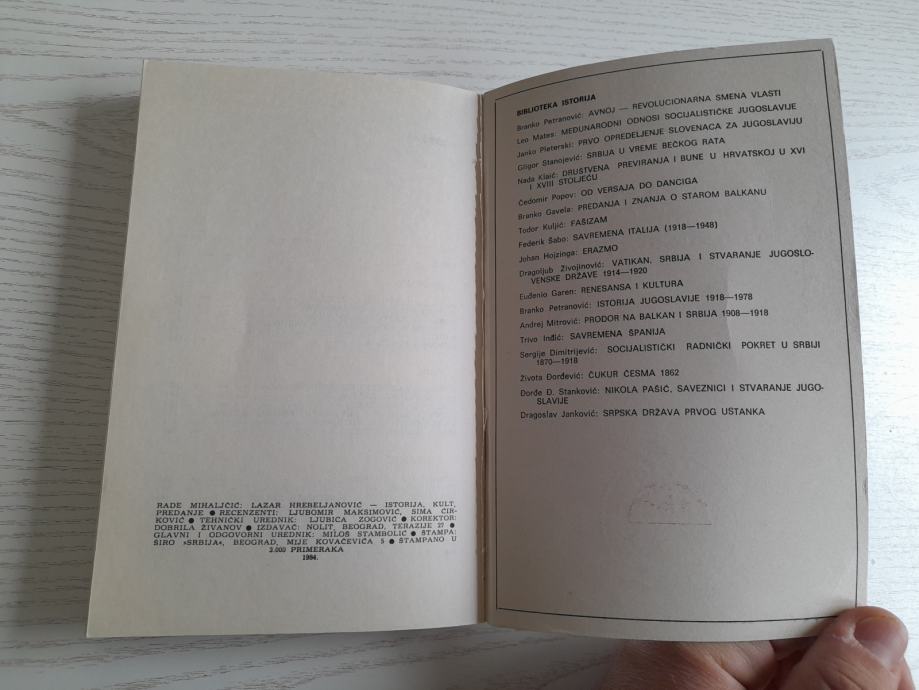 RADE MIHALJČIĆ: LAZAR HREBELJANOVIĆ — ISTORIJA, KULT,
PREDANJE ● RECENZENTI: LJUBOMIR MAKSIMOVIĆ, SIMA ĆIR-
KOVIĆ ● TEHNIČKI UREDNIK: LJUBICA ZOGOVIĆ ● KOREKTOR:
DOBRILA ŽIVANOV ● IZDAVAČ: NOLIT, BEOGRAD, TERAZIJE 27 ●
GLAVNI I ODGOVORNI UREDNIK: MILOŠ STAMBOLIĆ ● ŠTAMPA:
ŠIRO »SRBIJA«, BEOGRAD, MIJE KOVAČEVIĆA 5 ● ŠTAMPANO U
3.000 PRIMERAKA
1984.
BIBLIOTEKA ISTORIJA
Branko Petranović: AVNOJ — REVOLUCIONARNA SMENA VLASTI
Leo Mates: MEĐUNARODNI ODNOSI SOCIJALISTIČKE JUGOSLAVIJE
Janko Pleterski: PRVO OPREDELJENJE SLOVENACA ZA JUGOSLAVIJU
Gligor Stanojević: SRBIJA U VREME BEČKOG RATA
Nada Klaić: DRUŠTVENA PREVIRANJA I BUNE U HRVATSKOJ U XVI
I XVIII STOLJEĆU
Čedomir Popov: OD VERSAJA DO DANCIGA
Branko Gavela: PREDANJA I ZNANJA O STAROM BALKANU
Todor Kuljić: FAŠIZAM
Federik Šabo: SAVREMENA ITALIJA (1918—1948)
Johan Hojzinga: ERAZMO
Dragoljub Živojinović: VATIKAN, SRBIJA I STVARANJE JUGOSLO-
VENSKE DRŽAVE 1914—1920
Euđenio Garen: RENESANSA I KULTURA
Branko Petranović: ISTORIJA JUGOSLAVIJE 1918—1978
Andrej Mitrović: PRODOR NA BALKAN I SRBIJA 1908—1918
Trivo Inđić: SAVREMENA ŠPANIJA
Sergije Dimitrijević: SOCIJALISTIČKI RADNIČKI POKRET U SRBIJI
1870—1918
Života Đorđević: ČUKUR ČESMA 1862
Đorđe Đ. Stanković: NIKOLA PAŠIĆ, SAVEZNICI I STVARANJE JUGO-
SLAVIJE
Dragoslav Janković: SRPSKA DRŽAVA PRVOG USTANKA